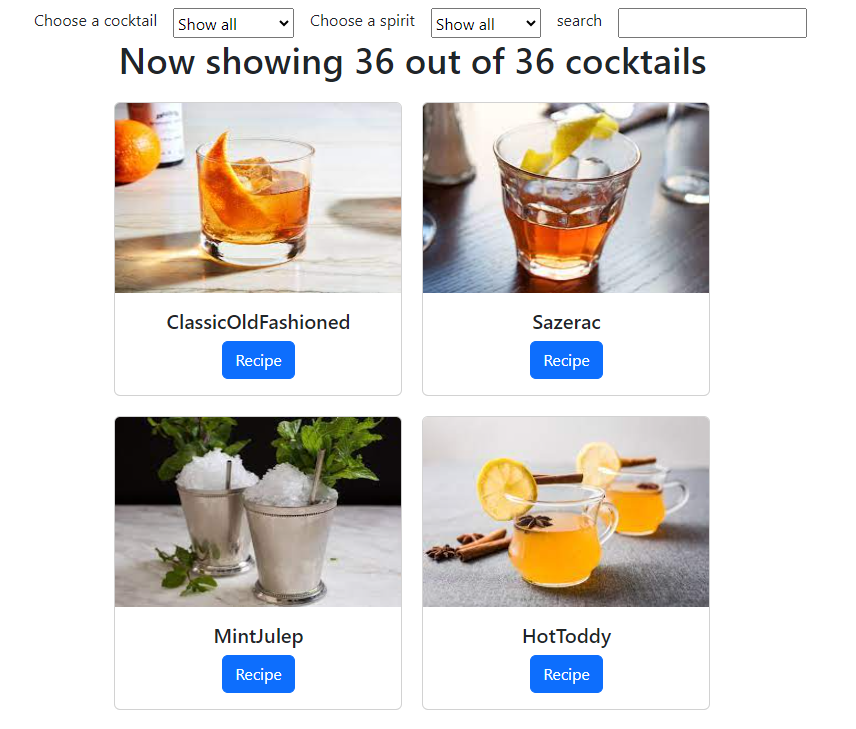 Choose a cocktail Show all Choose a spirit Show all search
Now showing 36 out of 36 cocktails
ClassicOldFashioned Sazerac
Recipe Recipe
MintJulep HotToddy
Recipe Recipe